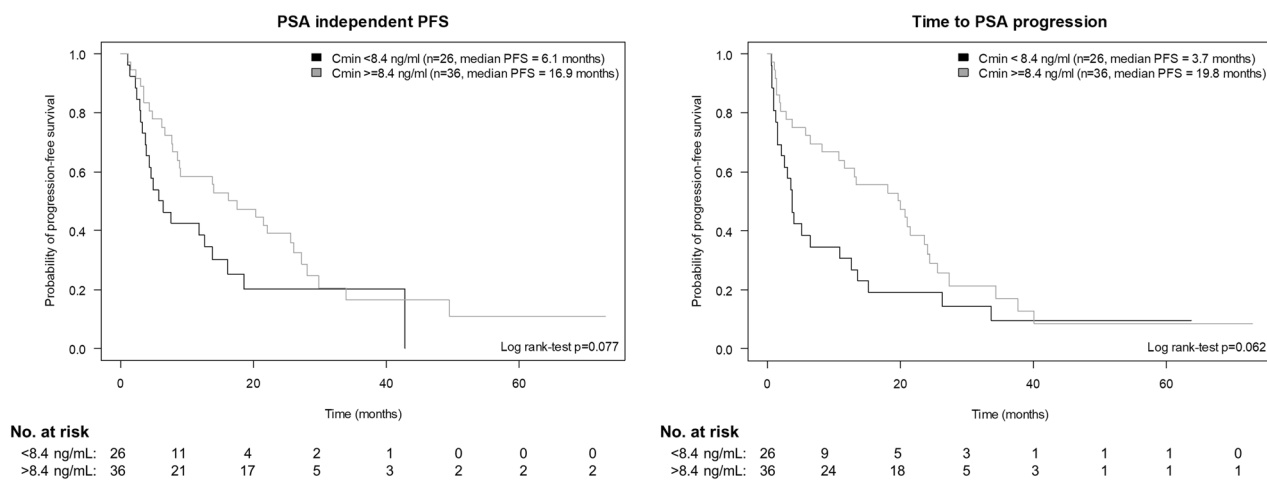 PSA independent PFS
Cmin <8.4 ng/ml (n=26, median PFS = 6.1 months)
Cmin >=8.4 ng/ml (n=36, median PFS = 16.9 months)
Probability of progression-free survival
1.0
0.8
0.6
0.4
0.2
0.0
Log rank-test p=0.077
0 20 40 60
Time (months)
No. at risk
<8.4 ng/mL: 26 11 4 2 1 0 0 0
>8.4 ng/mL: 36 21 17 5 3 2 2 2
Time to PSA progression
Cmin < 8.4 ng/ml (n=26, median PFS = 3.7 months)
Cmin >=8.4 ng/ml (n=36, median PFS = 19.8 months)
Probability of progression-free survival
1.0
0.8
0.6
0.4
0.2
0.0
Log rank-test p=0.062
0 20 40 60
Time (months)
No. at risk
<8.4 ng/mL: 26 9 5 3 1 1 1 0
>8.4 ng/mL: 36 24 18 5 3 1 1 1